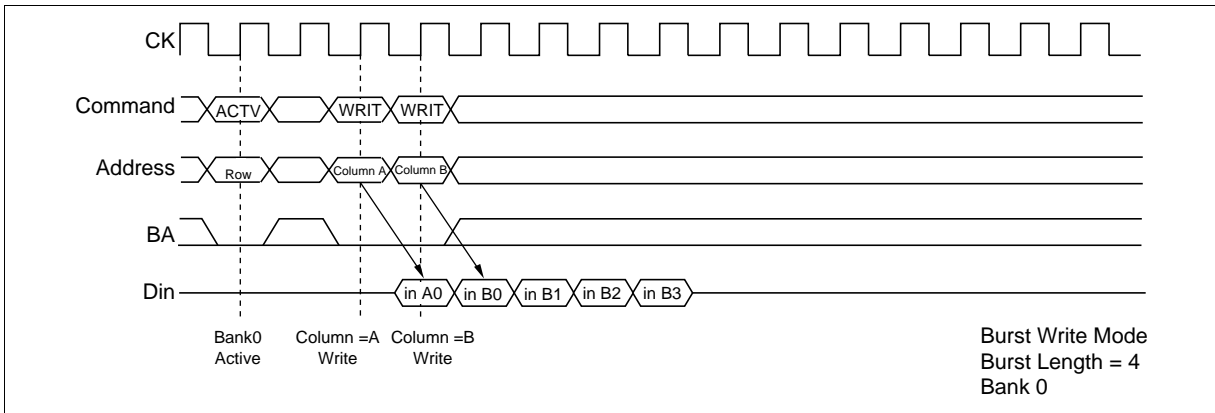 CK
Command
ACTV
WRIT
WRIT
Address
Row
Column A
Column B
BA
Din
in A0
in B0
in B1
in B2
in B3
Bank0
Active
Column =A
Write
Column =B
Write
Burst Write Mode
Burst Length = 4
Bank 0